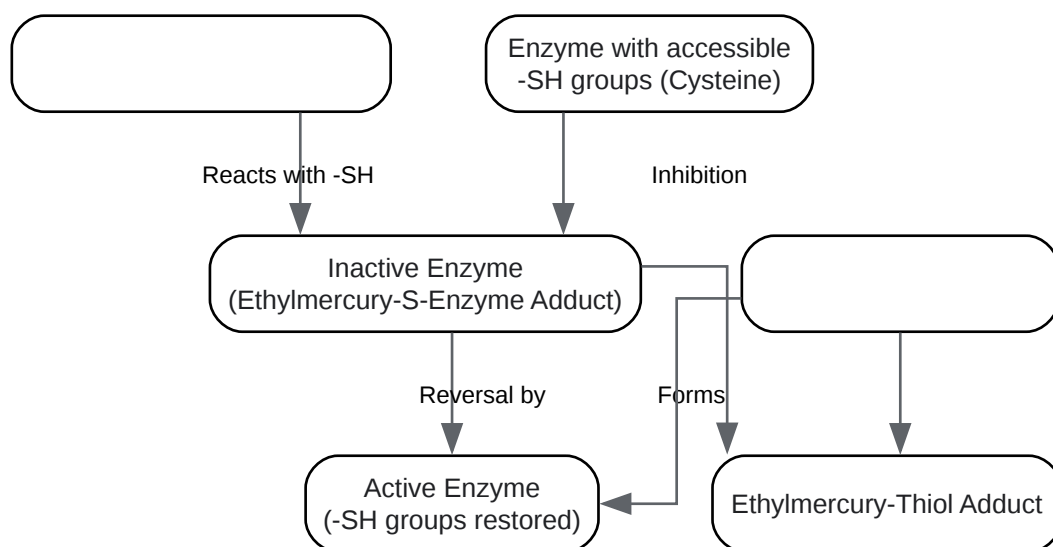 Enzyme with accessible
-SH groups (Cysteine)
Reacts with -SH
Inhibition
Inactive Enzyme
(Ethylmercury-S-Enzyme Adduct)
Reversal by
Forms
Active Enzyme
(-SH groups restored)
Ethylmercury-Thiol Adduct